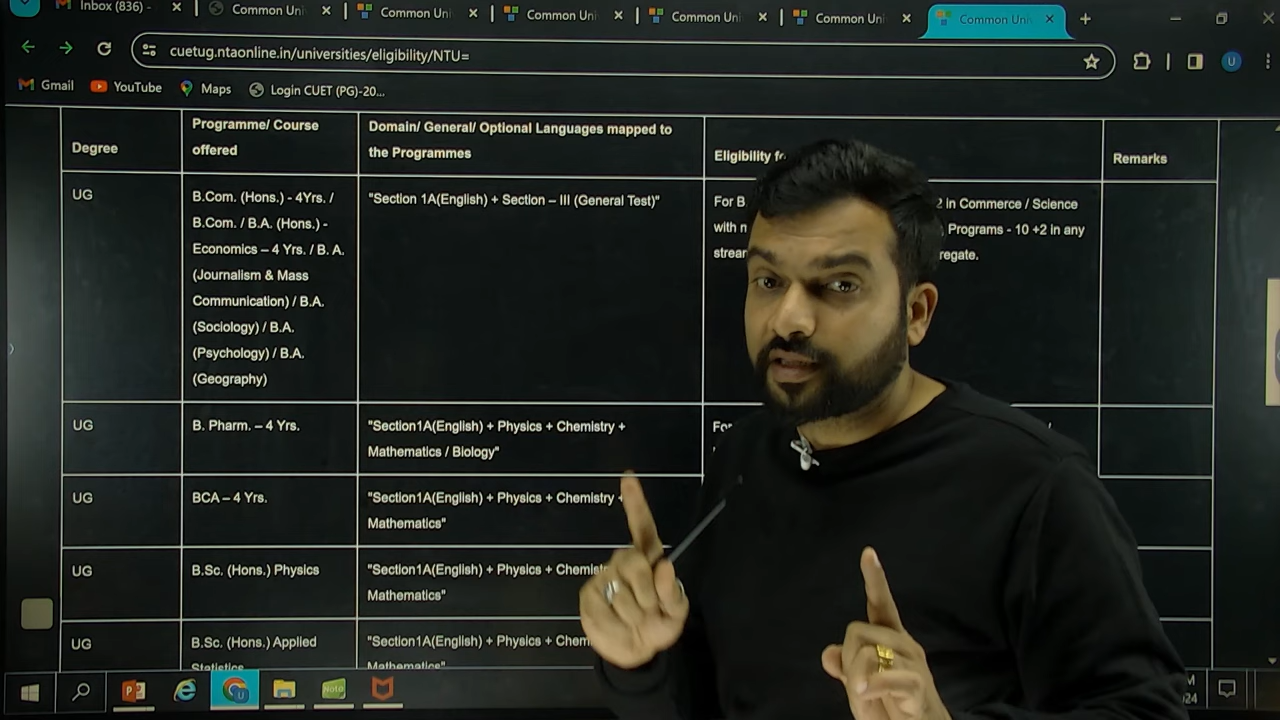 Inbox (836) -
Common Uni
Common Uni
Common Uni
Common Uni
Common Uni
Common Uni
cuetug.ntaonline.in/universities/eligibility/NTU=
U
Gmail
YouTube
Maps
Login CUET (PG)-20...
Degree
Programme/ Course
offered
Domain/ General/ Optional Languages mapped to
the Programmes
Eligibility
Remarks
UG
B.Com. (Hons.) - 4Yrs. /
B.Com. / B.A. (Hons.) -
Economics – 4 Yrs. / B. A.
(Journalism & Mass
Communication) / B.A.
(Sociology) / B.A.
(Psychology) / B.A.
(Geography)
"Section 1A(English) + Section – III (General Test)"
For B 2 in Commerce / Science
with Programs - 10 +2 in any
UG
B. Pharm. – 4 Yrs.
"Section1A(English) + Physics + Chemistry +
Mathematics / Biology"
UG
BCA – 4 Yrs.
"Section1A(English) + Physics + Chemistry +
Mathematics"
UG
B.Sc. (Hons.) Physics
"Section1A(English) + Physics +
Mathematics"
UG
B.Sc. (Hons.) Applied
Statistics
"Section1A(English) + Physics +
Mathematics"